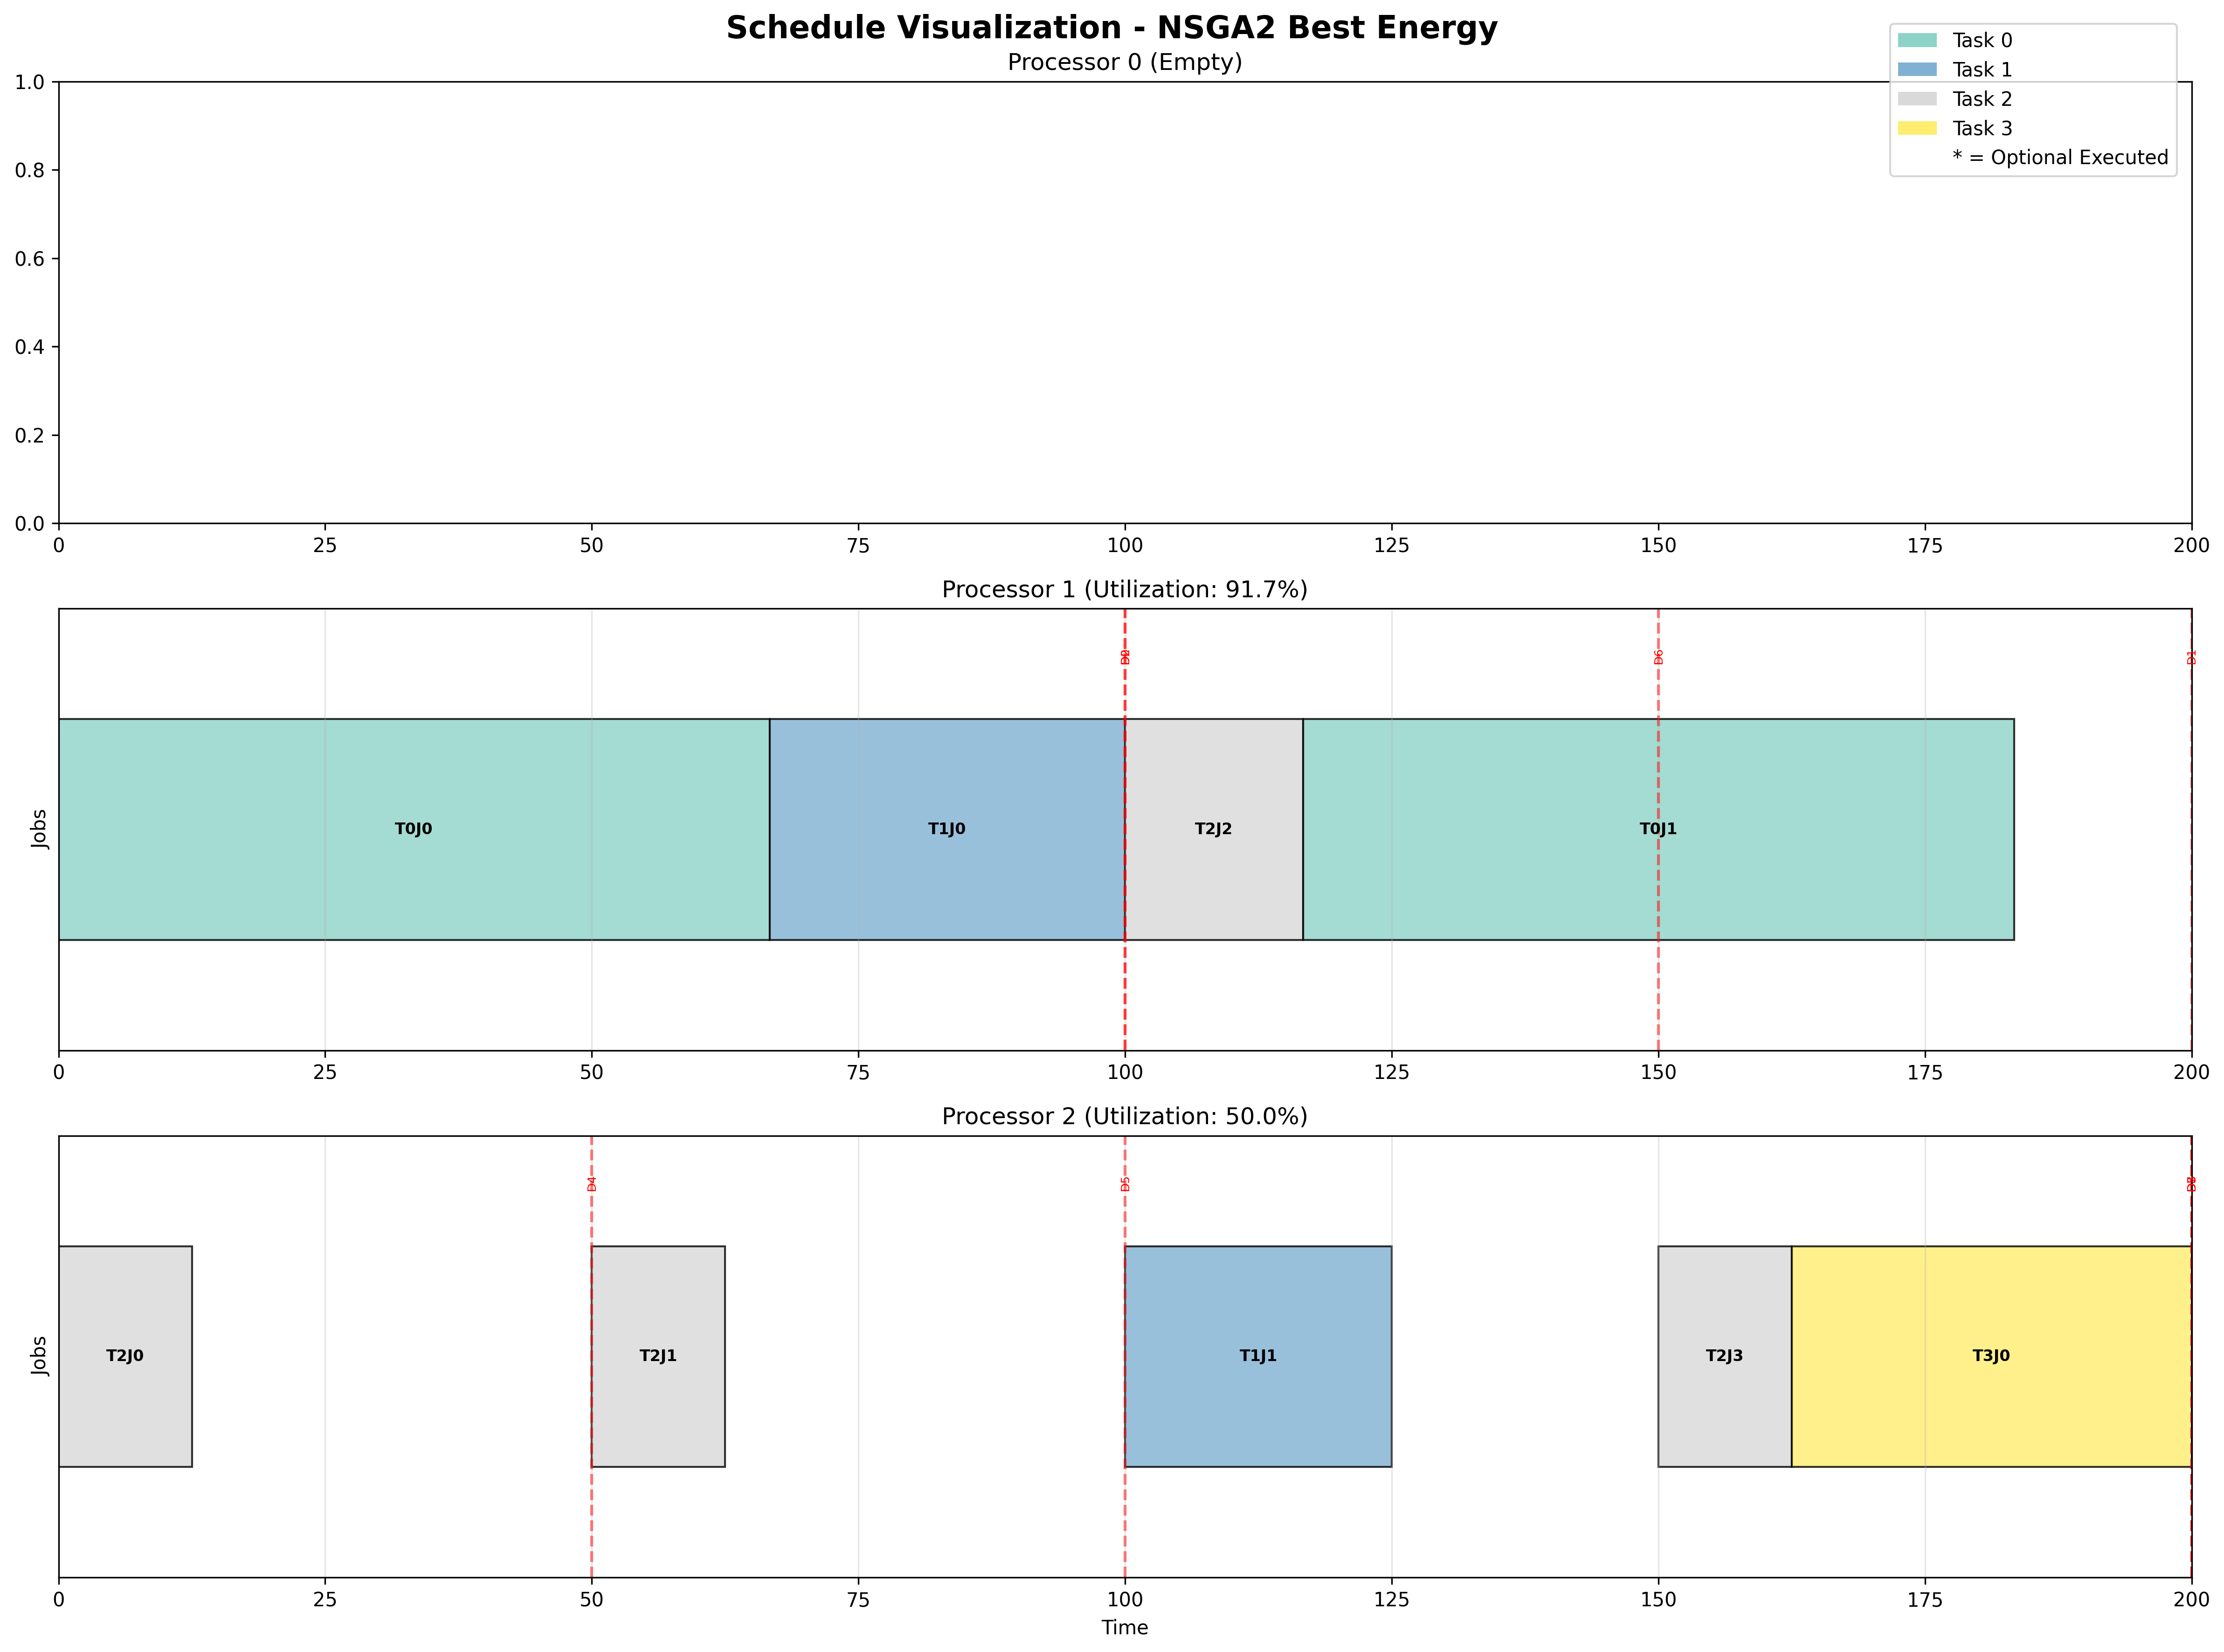 Schedule Visualization - NSGA2 Best Energy
Processor 0 (Empty)
Task 0
Task 1
Task 2
Task 3
* = Optional Executed
1.0
0.8
0.6
0.4
0.2
0.0
0 25 50 75 100 125 150 175 200
Processor 1 (Utilization: 91.7%)
D6
D1
Jobs
T0J0 T1J0 T2J2 T0J1
0 25 50 75 100 125 150 175 200
Processor 2 (Utilization: 50.0%)
D4
D5
Jobs
T2J0 T2J1 T1J1 T2J3 T3J0
0 25 50 75 100 125 150 175 200
Time